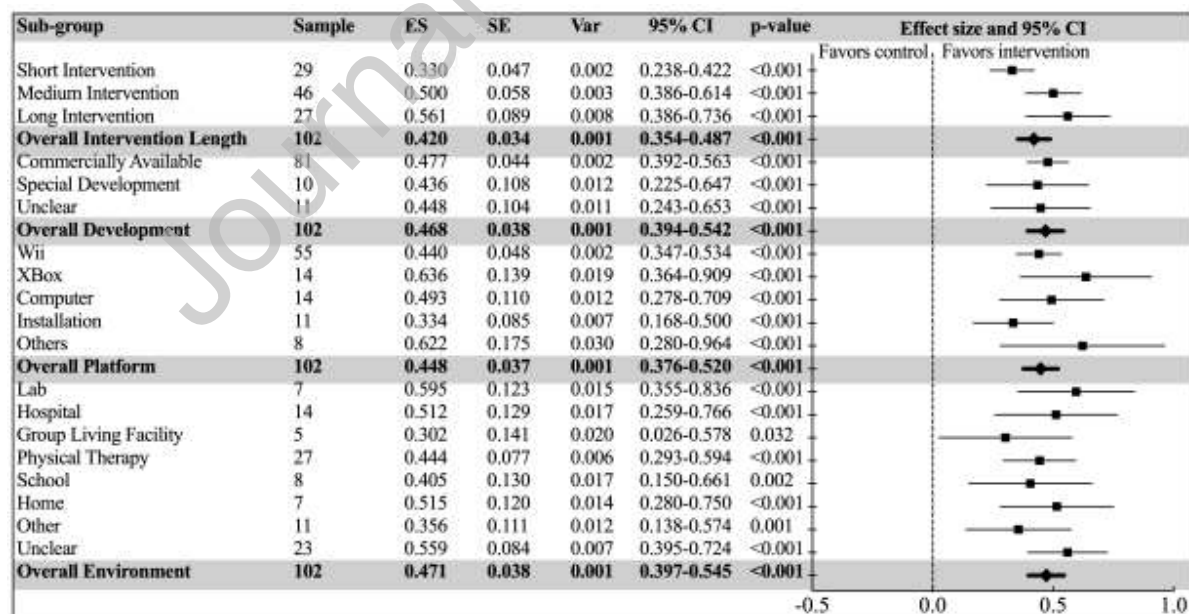 Sub-group Sample ES SE Var 95% CI p-value Effect size and 95% CI
Favors control Favors intervention
Short Intervention 29 0.330 0.047 0.002 0.238-0.422 <0.001
Medium Intervention 46 0.500 0.058 0.003 0.386-0.614 <0.001
Long Intervention 27 0.561 0.089 0.008 0.386-0.736 <0.001
Overall Intervention Length 102 0.420 0.034 0.001 0.354-0.487 <0.001
Commercially Available 81 0.477 0.044 0.002 0.392-0.563 <0.001
Special Development 10 0.436 0.108 0.012 0.225-0.647 <0.001
Unclear 11 0.448 0.104 0.011 0.243-0.653 <0.001
Overall Development 102 0.468 0.038 0.001 0.394-0.542 <0.001
Wii 55 0.440 0.048 0.002 0.347-0.534 <0.001
XBox 14 0.636 0.139 0.019 0.364-0.909 <0.001
Computer 14 0.493 0.110 0.012 0.278-0.709 <0.001
Installation 11 0.334 0.085 0.007 0.168-0.500 <0.001
Others 8 0.622 0.175 0.030 0.280-0.964 <0.001
Overall Platform 102 0.448 0.037 0.001 0.376-0.520 <0.001
Lab 7 0.595 0.123 0.015 0.355-0.836 <0.001
Hospital 14 0.512 0.129 0.017 0.259-0.766 <0.001
Group Living Facility 5 0.302 0.141 0.020 0.026-0.578 0.032
Physical Therapy 27 0.444 0.077 0.006 0.293-0.594 <0.001
School 8 0.405 0.130 0.017 0.150-0.661 0.002
Home 7 0.515 0.120 0.014 0.280-0.750 <0.001
Other 11 0.356 0.111 0.012 0.138-0.574 0.001
Unclear 23 0.559 0.084 0.007 0.395-0.724 <0.001
Overall Environment 102 0.471 0.038 0.001 0.397-0.545 <0.001
-0.5 0.0 0.5 1.0
Journal